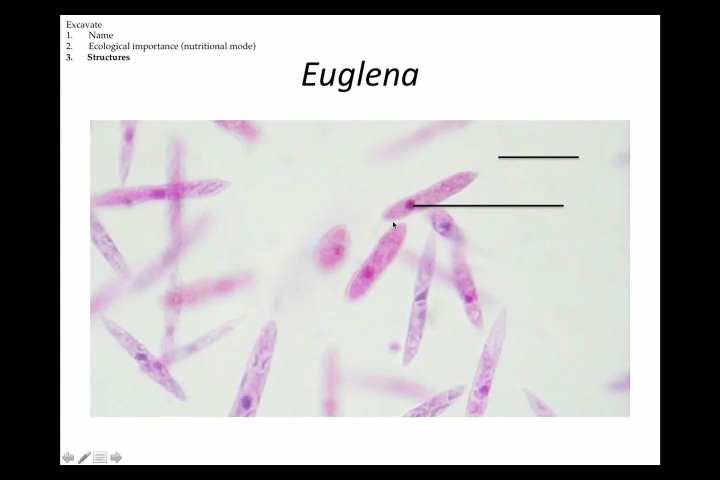 Excavate
1. Name
2. Ecological importance (nutritional mode)
3. Structures
Euglena